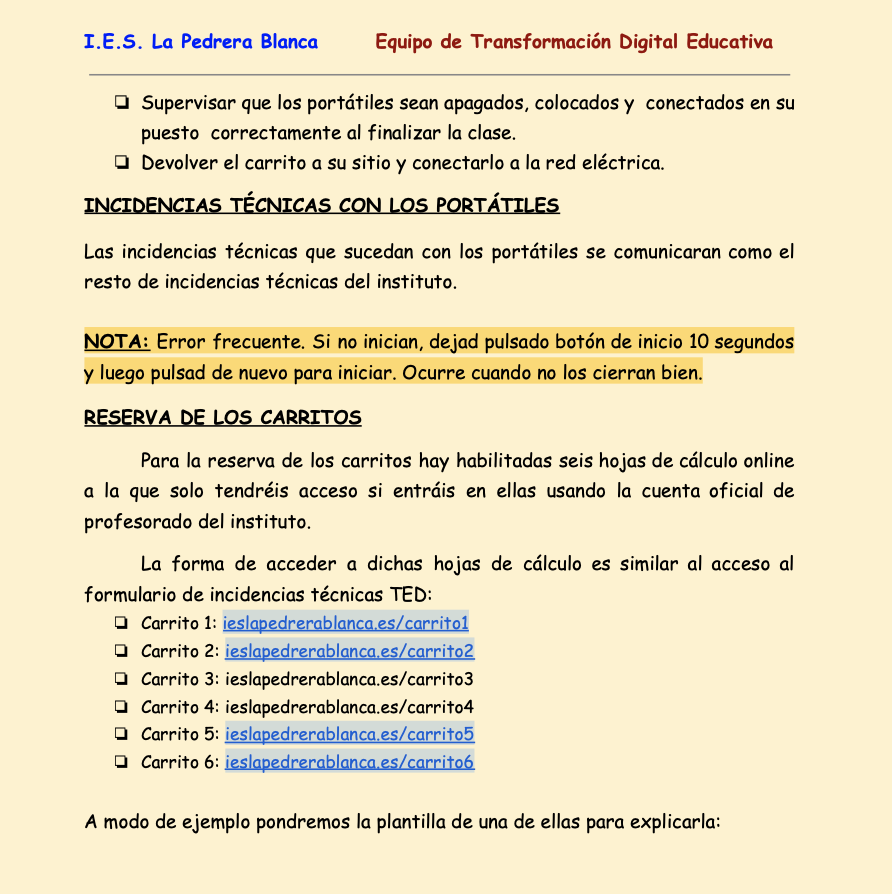 I.E.S. La Pedrera Blanca Equipo de Transformación Digital Educativa
❏ Supervisar que los portátiles sean apagados, colocados y conectados en su
puesto correctamente al finalizar la clase.
❏ Devolver el carrito a su sitio y conectarlo a la red eléctrica.
INCIDENCIAS TÉCNICAS CON LOS PORTÁTILES
Las incidencias técnicas que sucedan con los portátiles se comunicaran como el
resto de incidencias técnicas del instituto.
NOTA: Error frecuente. Si no inician, dejad pulsado botón de inicio 10 segundos
y luego pulsad de nuevo para iniciar. Ocurre cuando no los cierran bien.
RESERVA DE LOS CARRITOS
Para la reserva de los carritos hay habilitadas seis hojas de cálculo online
a la que solo tendréis acceso si entráis en ellas usando la cuenta oficial de
profesorado del instituto.
La forma de acceder a dichas hojas de cálculo es similar al acceso al
formulario de incidencias técnicas TED:
❏ Carrito 1: ieslapedrerablanca.es/carrito1
❏ Carrito 2: ieslapedrerablanca.es/carrito2
❏ Carrito 3: ieslapedrerablanca.es/carrito3
❏ Carrito 4: ieslapedrerablanca.es/carrito4
❏ Carrito 5: ieslapedrerablanca.es/carrito5
❏ Carrito 6: ieslapedrerablanca.es/carrito6
A modo de ejemplo pondremos la plantilla de una de ellas para explicarla: